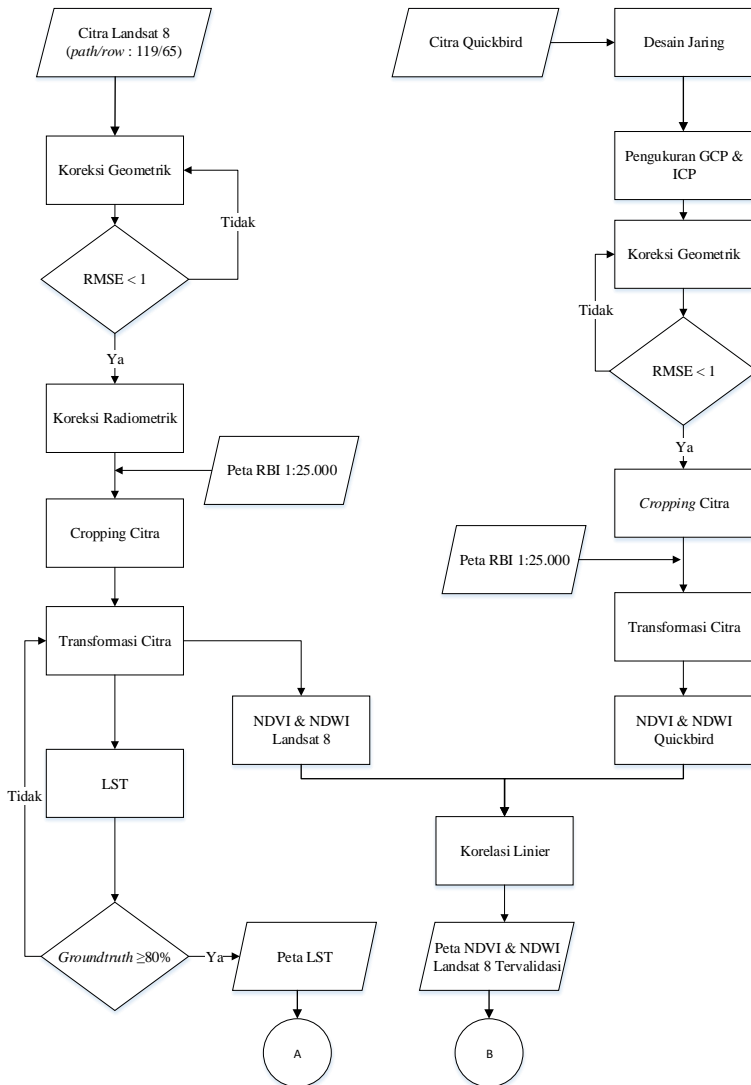 Citra Landsat 8
(path/row : 119/65)
Koreksi Geometrik
Tidak
RMSE < 1
Ya
Koreksi Radiometrik
Peta RBI 1:25.000
Cropping Citra
Transformasi Citra
NDVI & NDWI
Landsat 8
Tidak
LST
Groundtruth ≥80%
Ya
Peta LST
A
Citra Quickbird
Desain Jaring
Pengukuran GCP &
ICP
Koreksi Geometrik
Tidak
RMSE < 1
Ya
Cropping Citra
Peta RBI 1:25.000
Transformasi Citra
NDVI & NDWI
Quickbird
Korelasi Linier
Peta NDVI & NDWI
Landsat 8 Tervalidasi
B